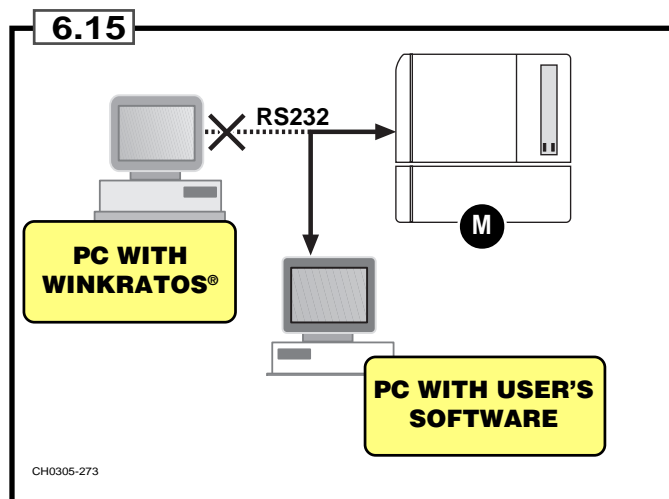 6.15
RS232
M
PC WITH
WINKRATOS®
PC WITH USER'S
SOFTWARE
CH0305-273